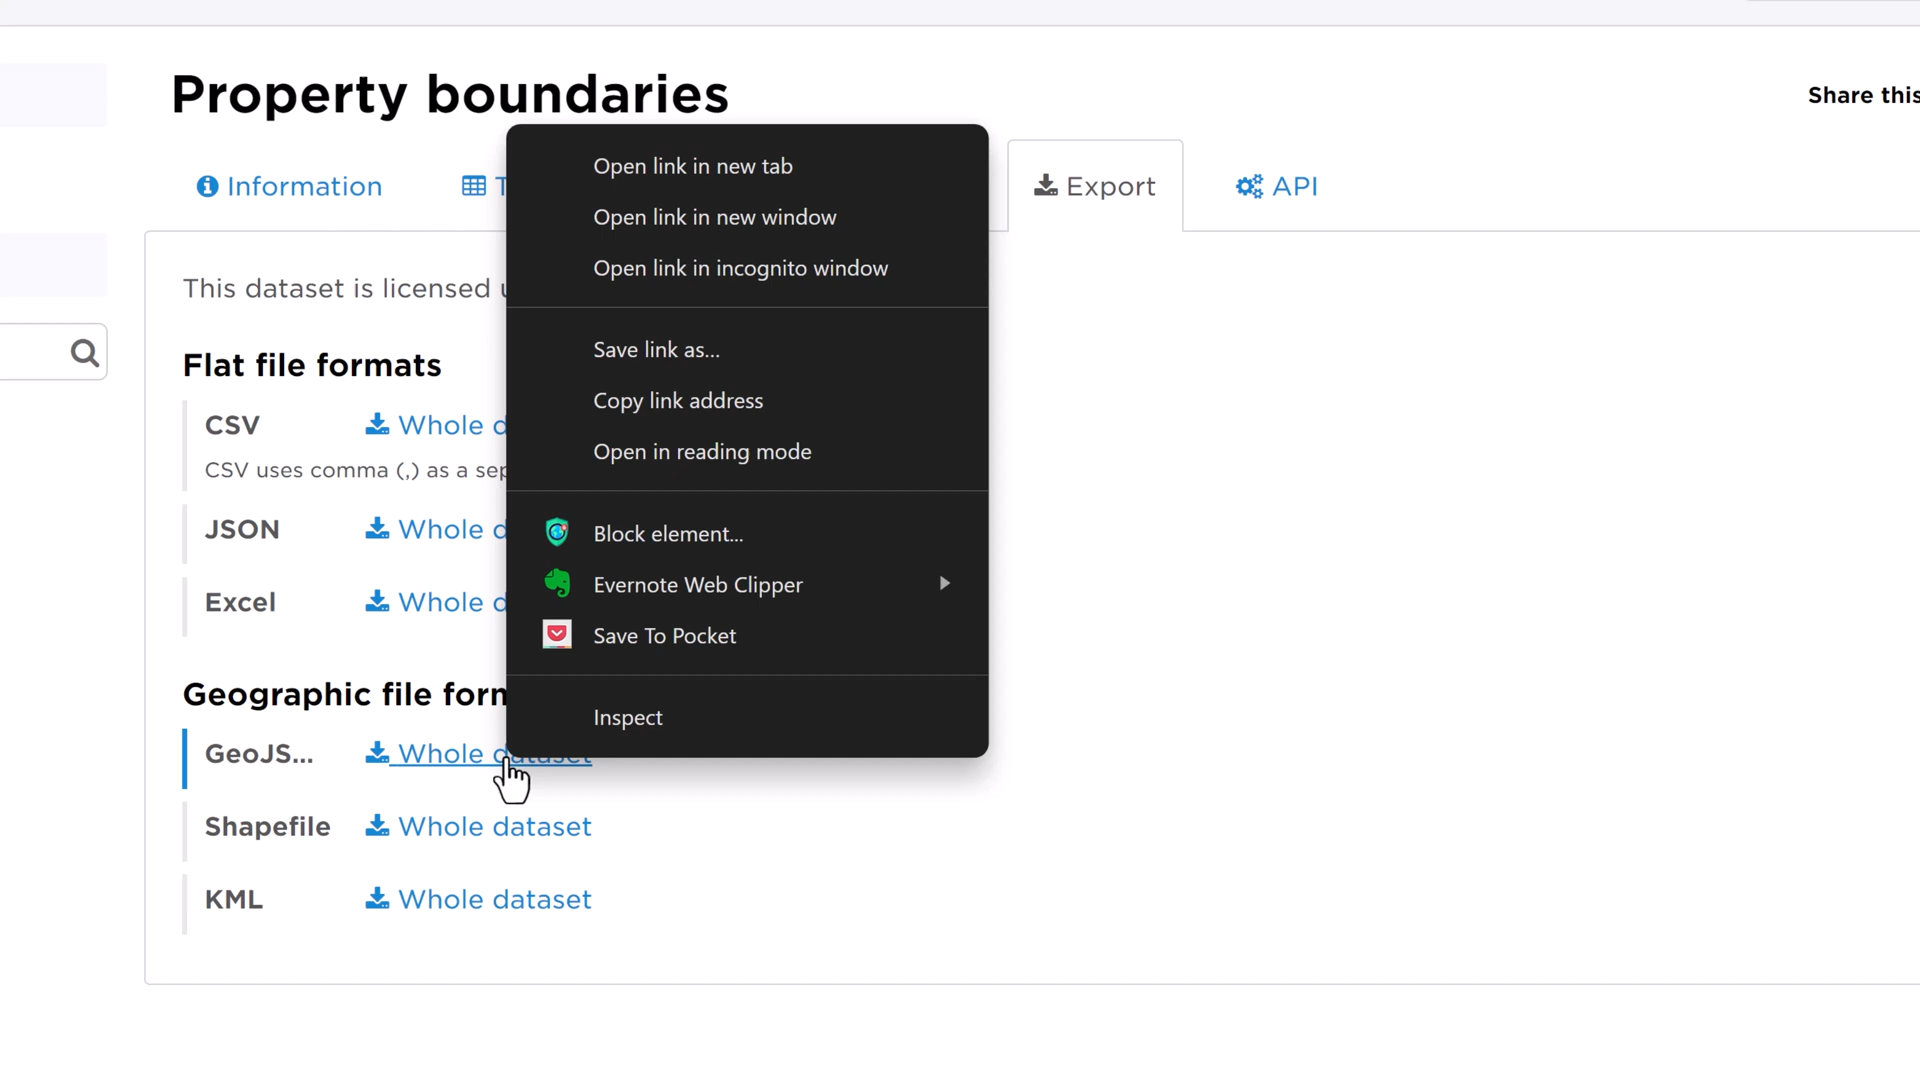 Property boundaries
Share this
Information
Export
API
This dataset is licensed
Flat file formats
CSV
Whole
CSV uses comma (,) as a
JSON
Whole
Excel
Whole
Geographic file
GeoJS...
Whole dataset
Shapefile
Whole dataset
KML
Whole dataset
Open link in new tab
Open link in new window
Open link in incognito window
Save link as...
Copy link address
Open in reading mode
Block element...
Evernote Web Clipper
Save To Pocket
Inspect